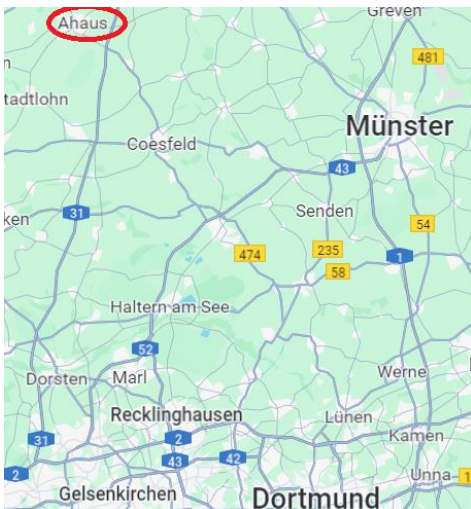 Greven
Ahaus
481
n
tadtlohn
Münster
Coesfeld
43
ken
31
Senden
54
474
235
1
58
Haltern am See
52
Dorsten
Marl
Werne
Recklinghausen
Lünen
31
2
Kamen
2
43
42
Unna
1
Gelsenkirchen
Dortmund